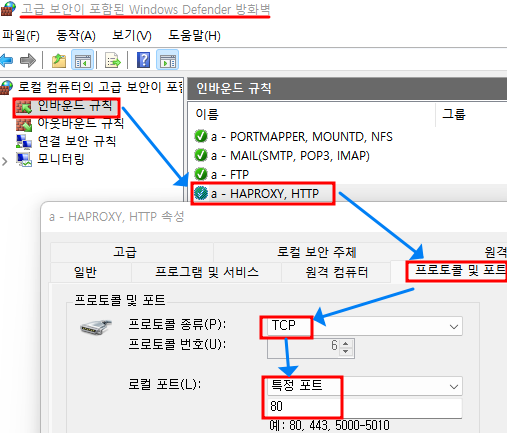 고급 보안이 포함된 Windows Defender 방화벽
파일(F) 동작(A) 보기(V) 도움말(H)
로컬 컴퓨터의 고급 보안이 포함
인바운드 규칙
아웃바운드 규칙
연결 보안 규칙
모니터링
인바운드 규칙
이름 그룹
a - PORTMAPPER, MOUNTD, NFS
a - MAIL(SMTP, POP3, IMAP)
a - FTP
a - HAPROXY, HTTP
a - HAPROXY, HTTP 속성
고급 로컬 보안 주체 원격
일반 프로그램 및 서비스 원격 컴퓨터 프로토콜 및 포트
프로토콜 및 포트
프로토콜 종류(P): TCP
프로토콜 번호(U): 6
로컬 포트(L): 특정 포트
80
예: 80, 443, 5000-5010